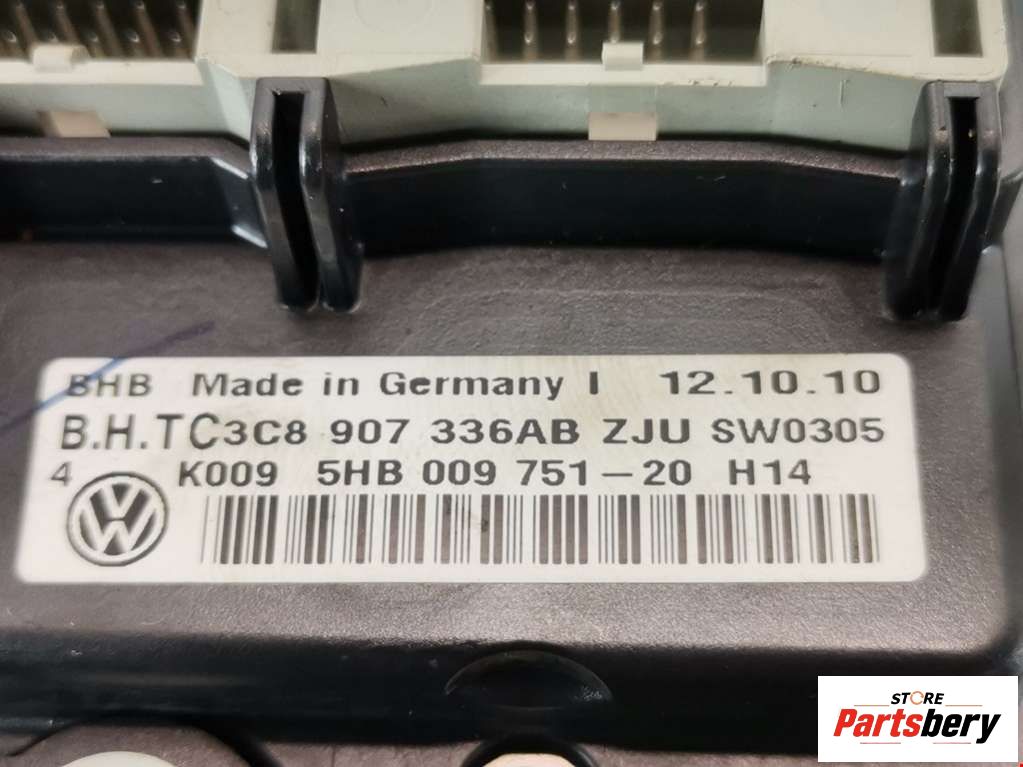 BHB Made in Germany I 12.10.10
B.H.TC3C8 907 336AB ZJU SW0305
4 K009 5HB 009 751-20 H14
VW
STORE
Partsbery